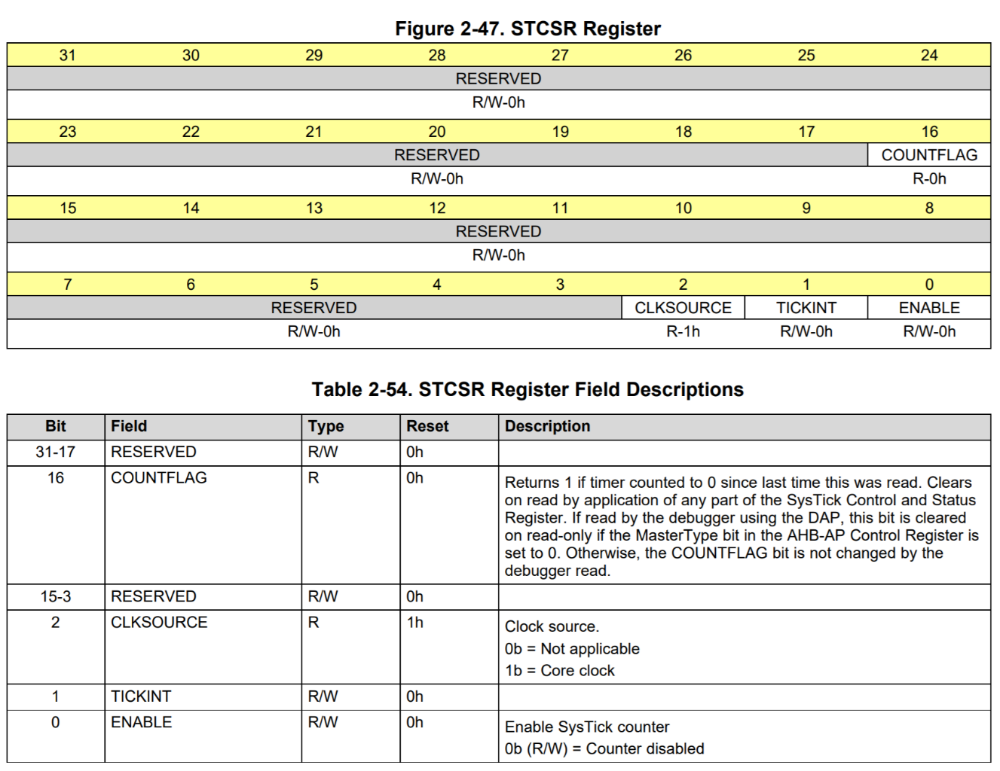 Figure 2-47. STCSR Register
31 30 29 28 27 26 25 24
RESERVED
R/W-0h
23 22 21 20 19 18 17 16
RESERVED COUNTFLAG
R/W-0h R-0h
15 14 13 12 11 10 9 8
RESERVED
R/W-0h
7 6 5 4 3 2 1 0
RESERVED CLKSOURCE TICKINT ENABLE
R/W-0h R-1h R/W-0h R/W-0h
Table 2-54. STCSR Register Field Descriptions
Bit Field Type Reset Description
31-17 RESERVED R/W 0h
16 COUNTFLAG R 0h Returns 1 if timer counted to 0 since last time this was read. Clears
on read by application of any part of the SysTick Control and Status
Register. If read by the debugger using the DAP, this bit is cleared
on read-only if the MasterType bit in the AHB-AP Control Register is
set to 0. Otherwise, the COUNTFLAG bit is not changed by the
debugger read.
15-3 RESERVED R/W 0h
2 CLKSOURCE R 1h Clock source.
0b = Not applicable
1b = Core clock
1 TICKINT R/W 0h
0 ENABLE R/W 0h Enable SysTick counter
0b (R/W) = Counter disabled